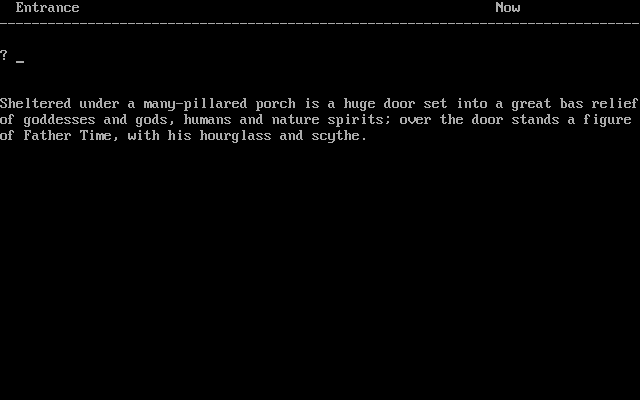 Entrance Now
? _
Sheltered under a many-pillared porch is a huge door set into a great bas relief
of goddesses and gods, humans and nature spirits; over the door stands a figure
of Father Time, with his hourglass and scythe.